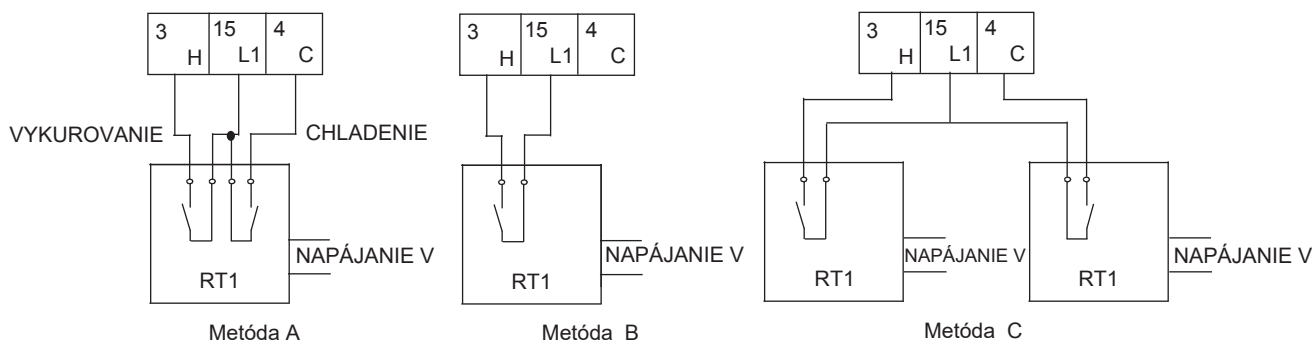 3 15 4
H L1 C
3 15 4
H L1 C
3 15 4
H L1 C
VYKUROVANIE CHLADENIE
NAPÁJANIE V
RT1
NAPÁJANIE V
RT1
NAPÁJANIE V
RT1
NAPÁJANIE V
RT1
Metóda A
Metóda B
Metóda C